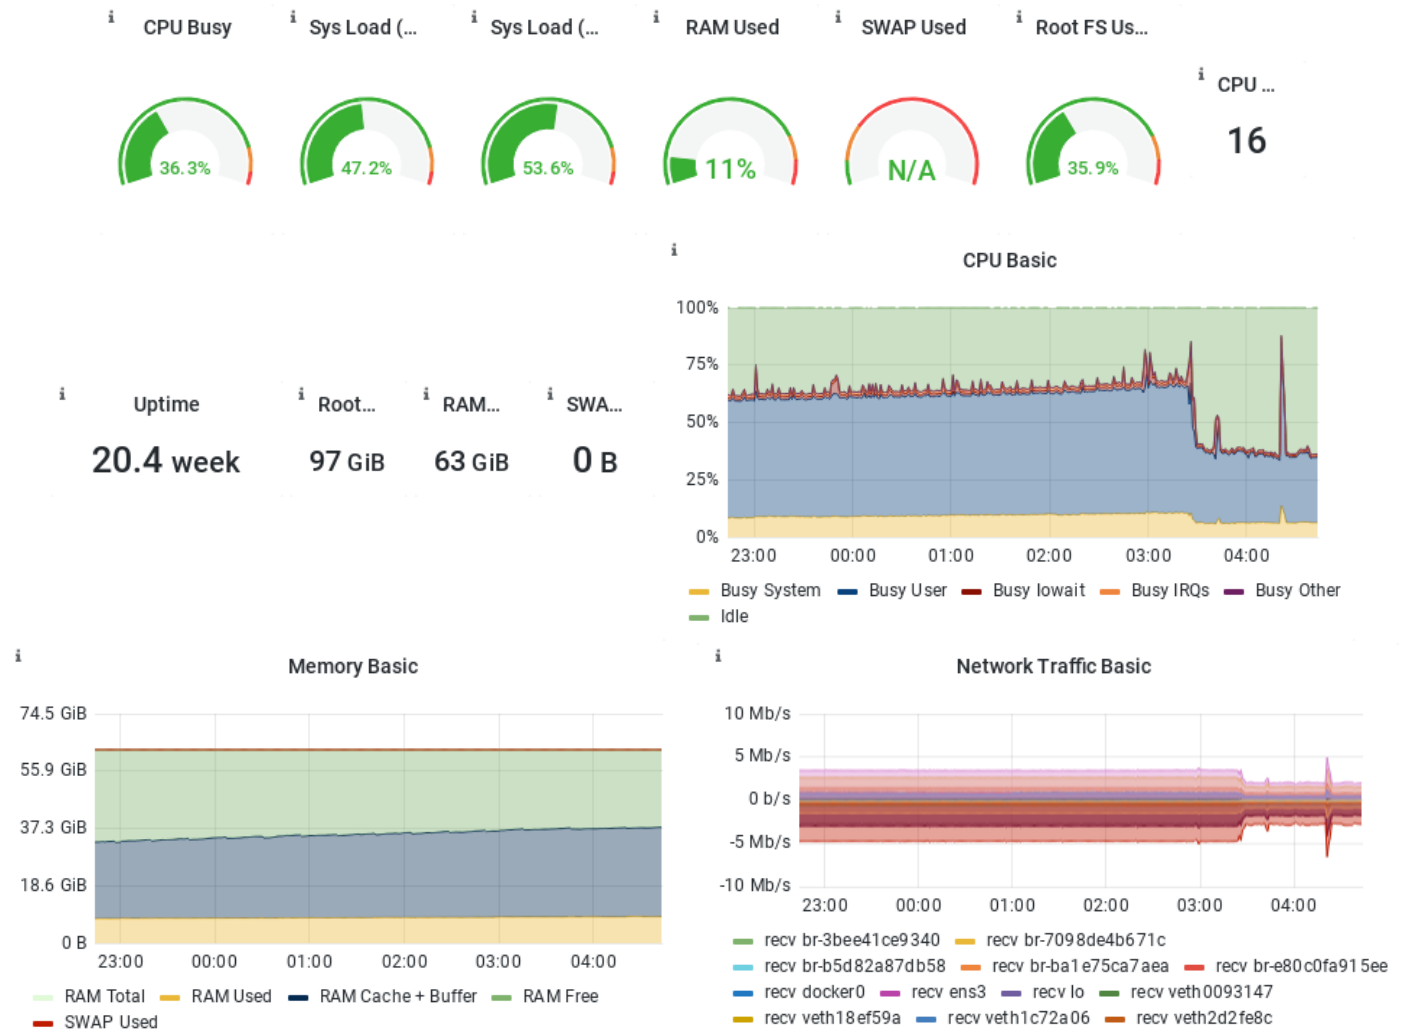 CPU Busy
Sys Load (...
Sys Load (...
RAM Used
SWAP Used
Root FS Us...
CPU ...
36.3%
47.2%
53.6%
11%
N/A
35.9%
16
CPU Basic
Uptime
Root...
RAM...
SWA...
20.4 week
97 GiB
63 GiB
0 B
100%
75%
50%
25%
0%
23:00
00:00
01:00
02:00
03:00
04:00
Busy System
Busy User
Busy Iowait
Busy IRQs
Busy Other
Idle
Memory Basic
74.5 GiB
55.9 GiB
37.3 GiB
18.6 GiB
0 B
23:00
00:00
01:00
02:00
03:00
04:00
RAM Total
RAM Used
RAM Cache + Buffer
RAM Free
SWAP Used
Network Traffic Basic
10 Mb/s
5 Mb/s
0 b/s
-5 Mb/s
-10 Mb/s
23:00
00:00
01:00
02:00
03:00
04:00
recv br-3bee41ce9340
recv br-7098de4b671c
recv br-b5d82a87db58
recv br-ba1e75ca7aea
recv br-e80c0fa915ee
recv docker0
recv ens3
recv lo
recv veth0093147
recv veth18ef59a
recv veth1c72a06
recv veth2d2fe8c